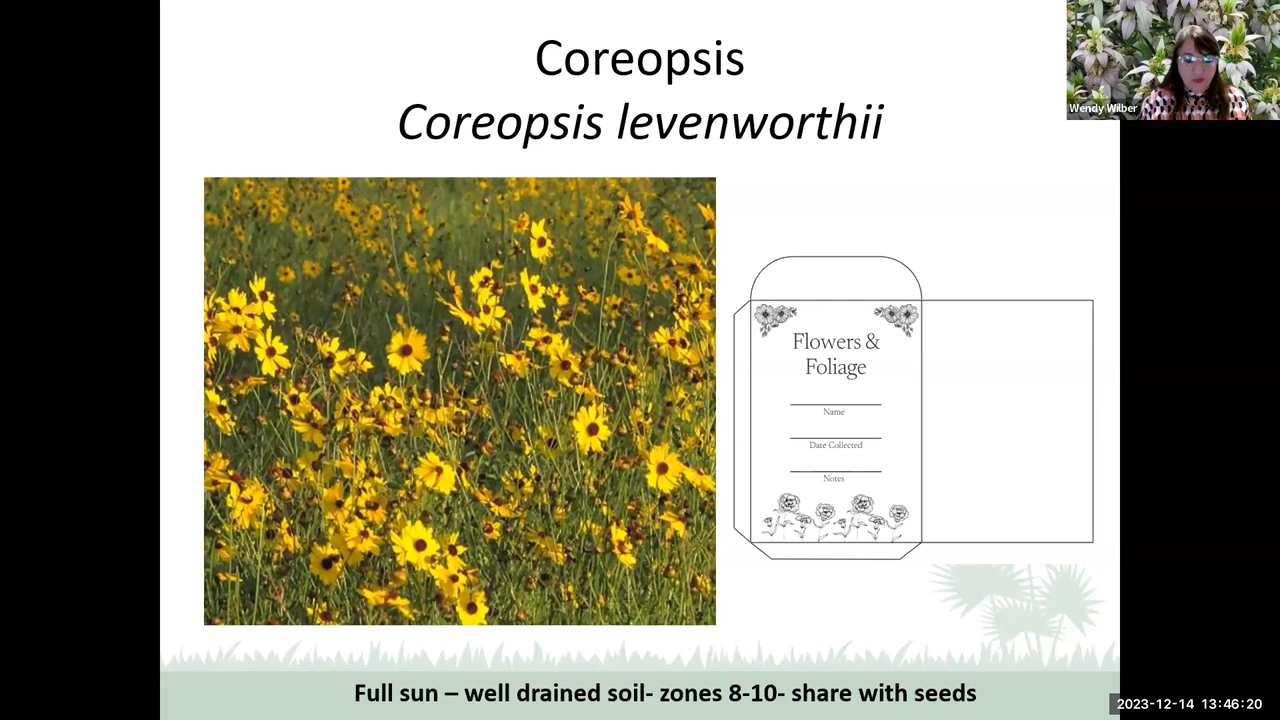 Coreopsis
Coreopsis levenworthii
Wendy Wilber
Flowers &
Foliage
Name
Date Collected
Notes
Full sun – well drained soil- zones 8-10- share with seeds
2023-12-14 13:46:20